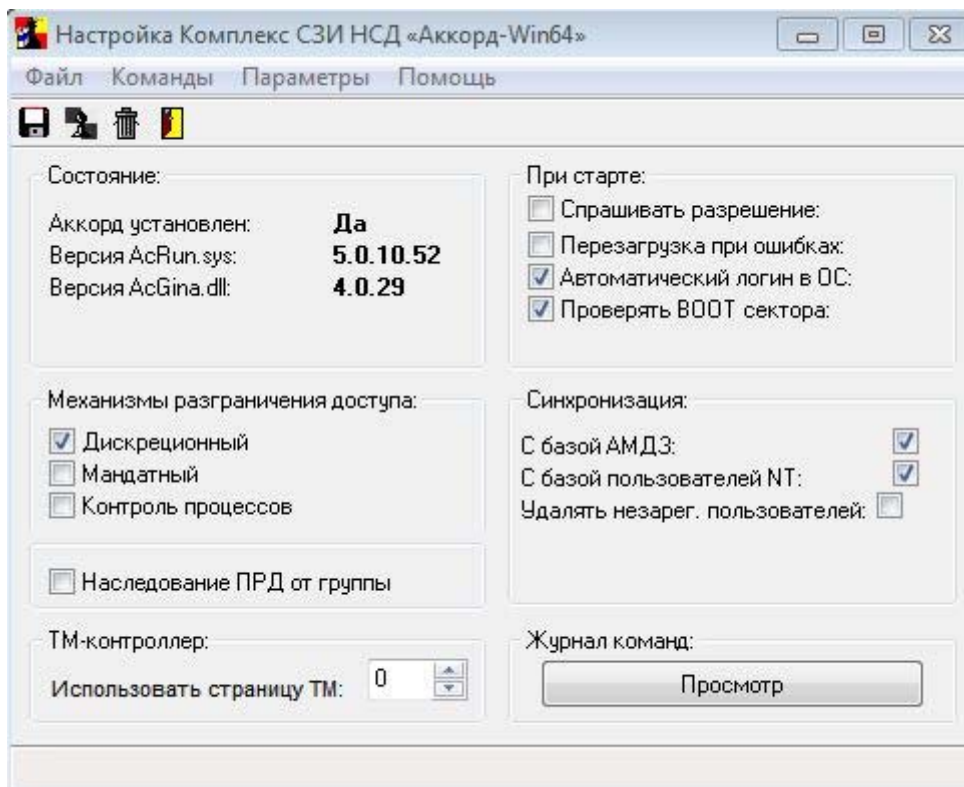 Настройка Комплекс СЗИ НСД «Аккорд-Win64»
Файл Команды Параметры Помощь
Состояние:
Аккорд установлен: Да
Версия AcRun.sys: 5.0.10.52
Версия AcGina.dll: 4.0.29
При старте:
Спрашивать разрешение:
Перезагрузка при ошибках:
Автоматический логин в ОС:
Проверять BOOT сектора:
Механизмы разграничения доступа:
Дискреционный
Мандатный
Контроль процессов
Наследование ПРД от группы
Синхронизация:
С базой АМДЗ:
С базой пользователей NT:
Удалять незарег. пользователей:
ТМ-контроллер:
Использовать страницу ТМ: 0
Журнал команд:
Просмотр